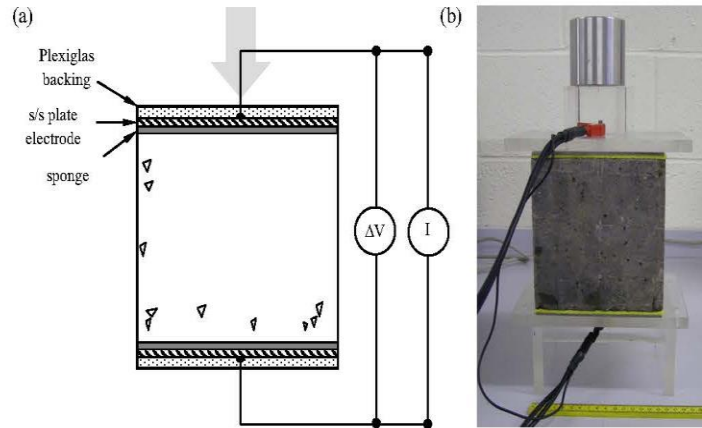 (a)
Plexiglas
backing
s/s plate
electrode
sponge
ΔV
I
(b)